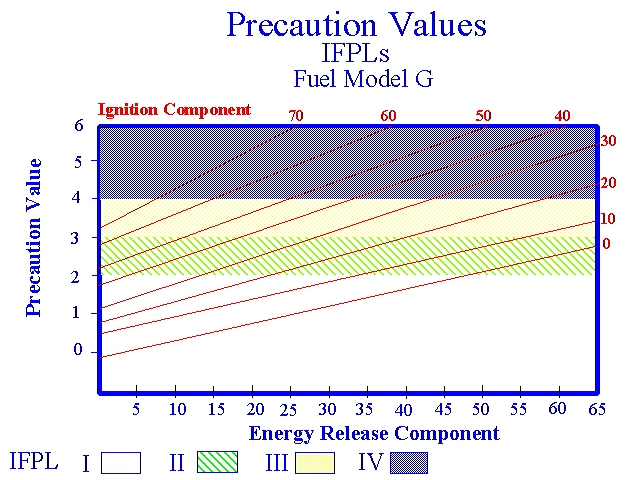 Precaution Values
IFPLs
Fuel Model G
Ignition Component 70 60 50 40
6
30
5
Precaution Value
20
4
10
3
0
2
1
0
5 10 15 20 25 30 35 40 45 50 55 60 65
Energy Release Component
IFPL I II III IV